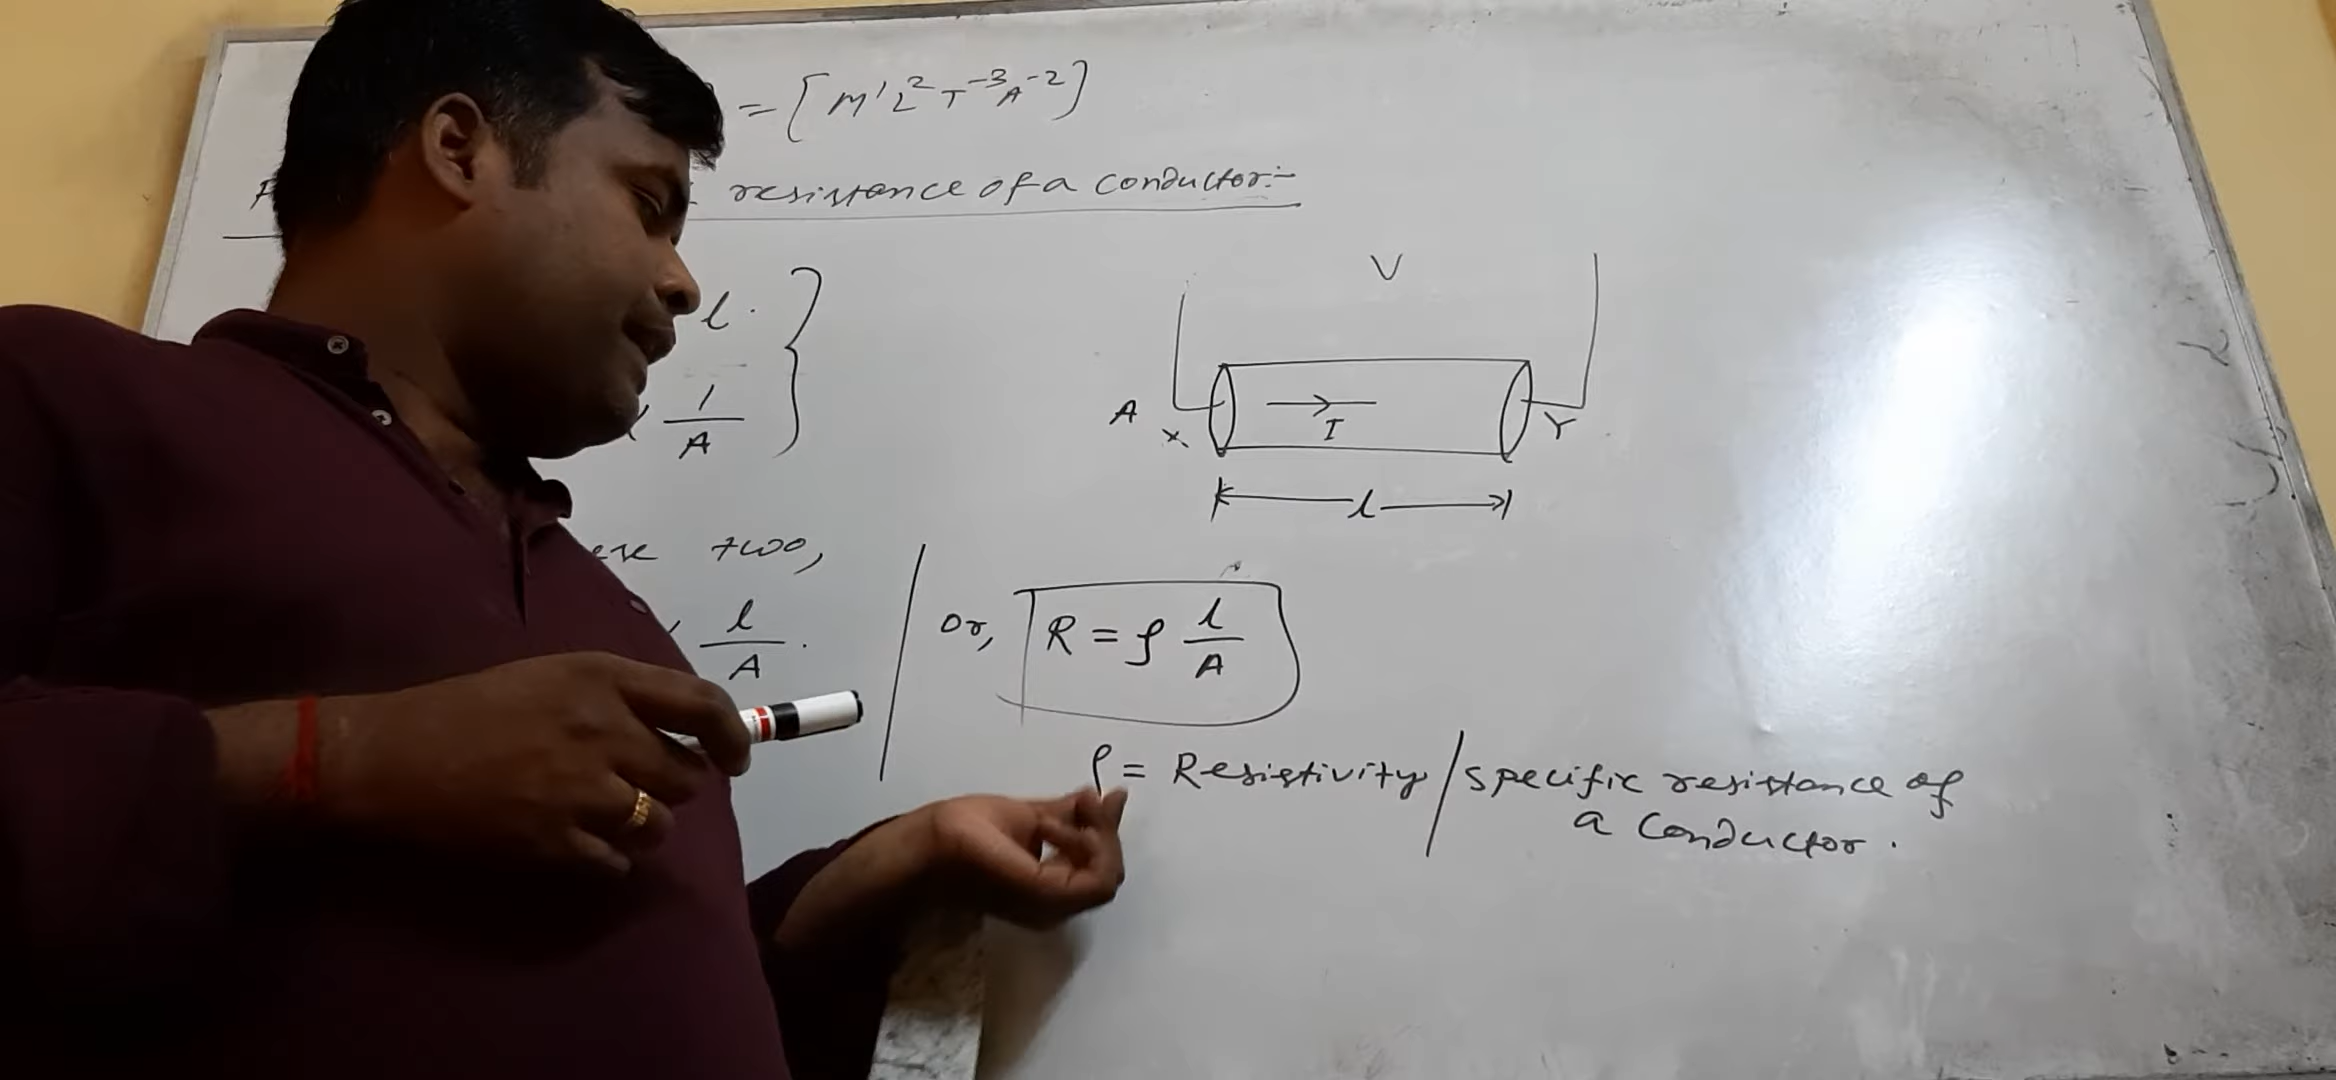 = [M¹L²T⁻³A⁻²]
resistance of a conductor:-
l.
1/A
V
A
X
I
Y
l
two,
l/A.
or, R = ρ l/A
ρ = Resistivity / specific resistance of
a conductor.